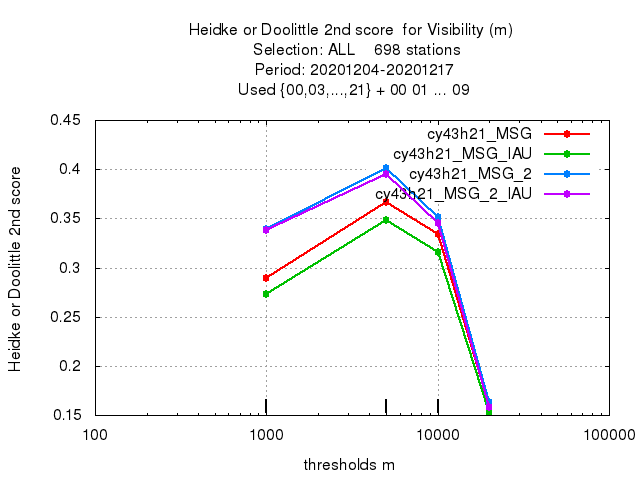 Heidke or Doolittle 2nd score  for Visibility (m)
Selection: ALL    698 stations
Period: 20201204-20201217
Used {00,03,...,21} + 00 01 ... 09
cy43h21_MSG
cy43h21_MSG_IAU
cy43h21_MSG_2
cy43h21_MSG_2_IAU
Heidke or Doolittle 2nd score
0.45
0.4
0.35
0.3
0.25
0.2
0.15
100 1000 10000 100000
thresholds m